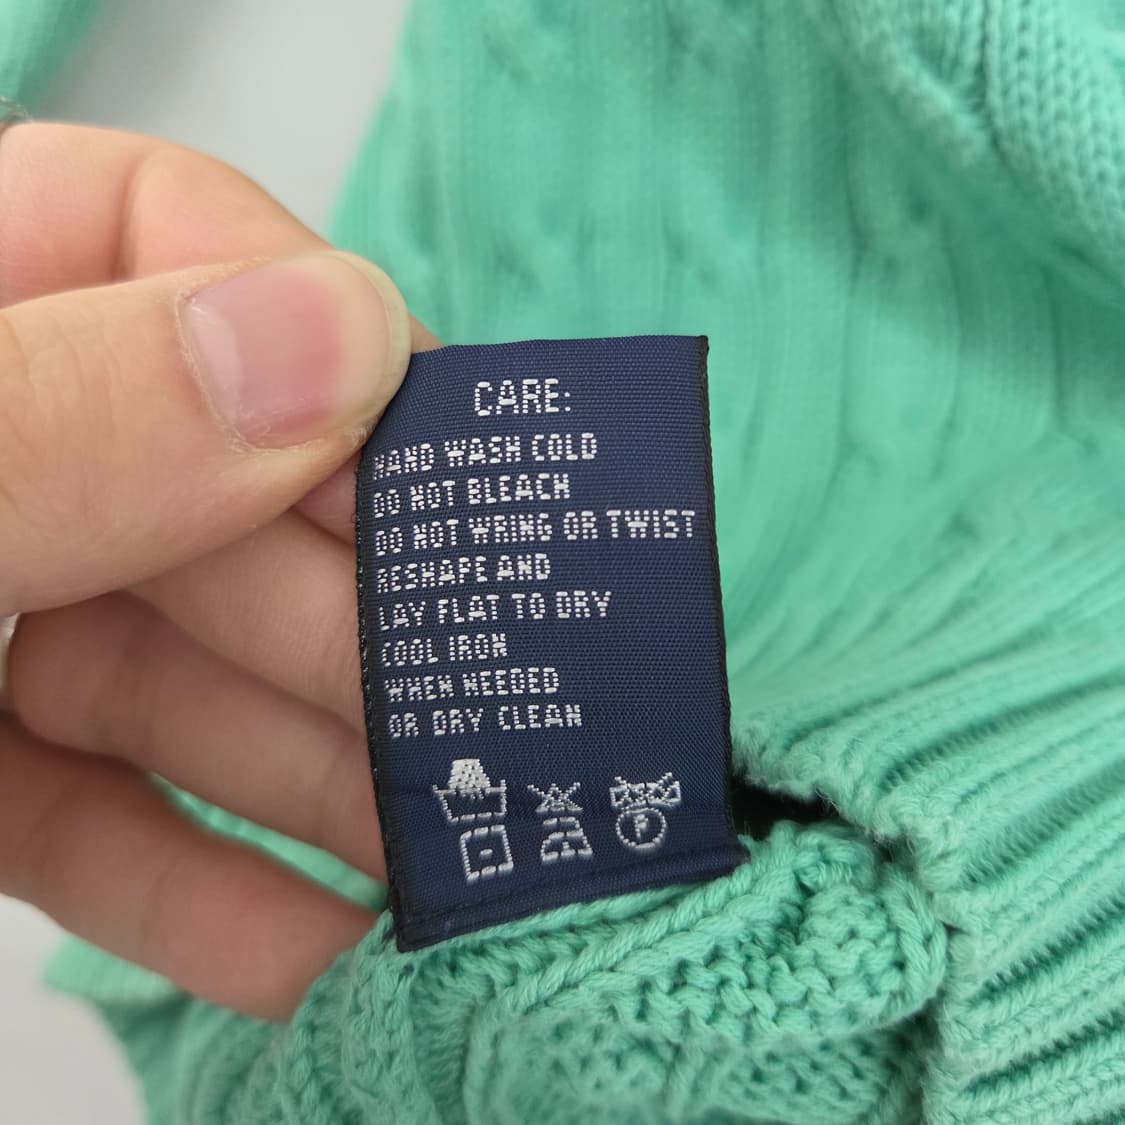 CARE:
HAND WASH COLD
DO NOT BLEACH
DO NOT WRING OR TWIST
RESHAPE AND
LAY FLAT TO DRY
COOL IRON
WHEN NEEDED
OR DRY CLEAN
F